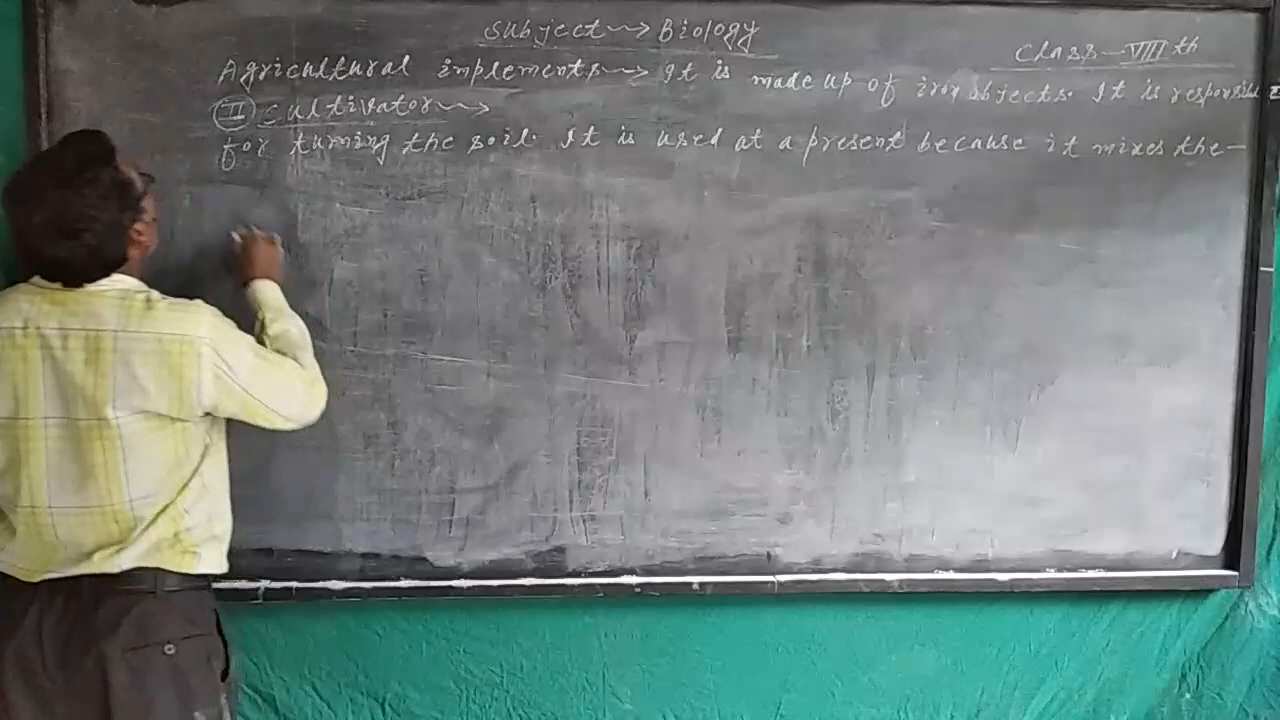 Subject → Biology
Class - VIII th
Agricultural implements → It is made up of iron objects. It is responsible
II Cultivator →
for turning the soil. It is used at a present because it mixes the -